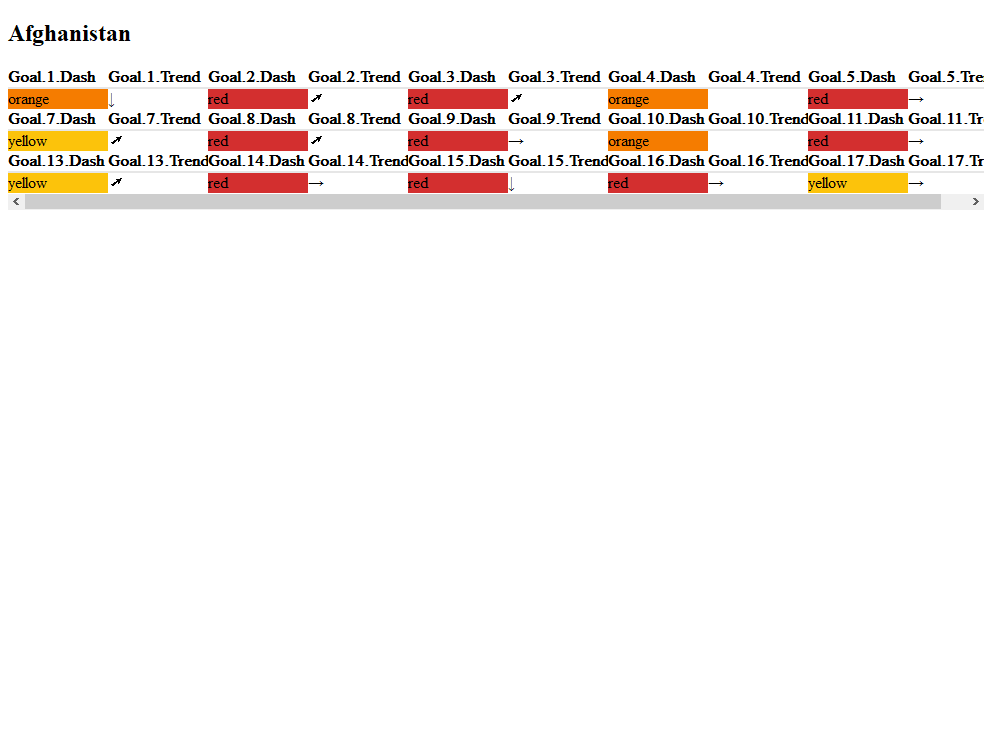 Afghanistan
Goal.1.Dash Goal.1.Trend Goal.2.Dash Goal.2.Trend Goal.3.Dash Goal.3.Trend Goal.4.Dash Goal.4.Trend Goal.5.Dash Goal.5.Tre
orange ↓ red ➚ red ➚ orange red →
Goal.7.Dash Goal.7.Trend Goal.8.Dash Goal.8.Trend Goal.9.Dash Goal.9.Trend Goal.10.Dash Goal.10.Trend Goal.11.Dash Goal.11.Tr
yellow ➚ red ➚ red → orange red →
Goal.13.Dash Goal.13.Trend Goal.14.Dash Goal.14.Trend Goal.15.Dash Goal.15.Trend Goal.16.Dash Goal.16.Trend Goal.17.Dash Goal.17.Tr
yellow ➚ red → red ↓ red → yellow →